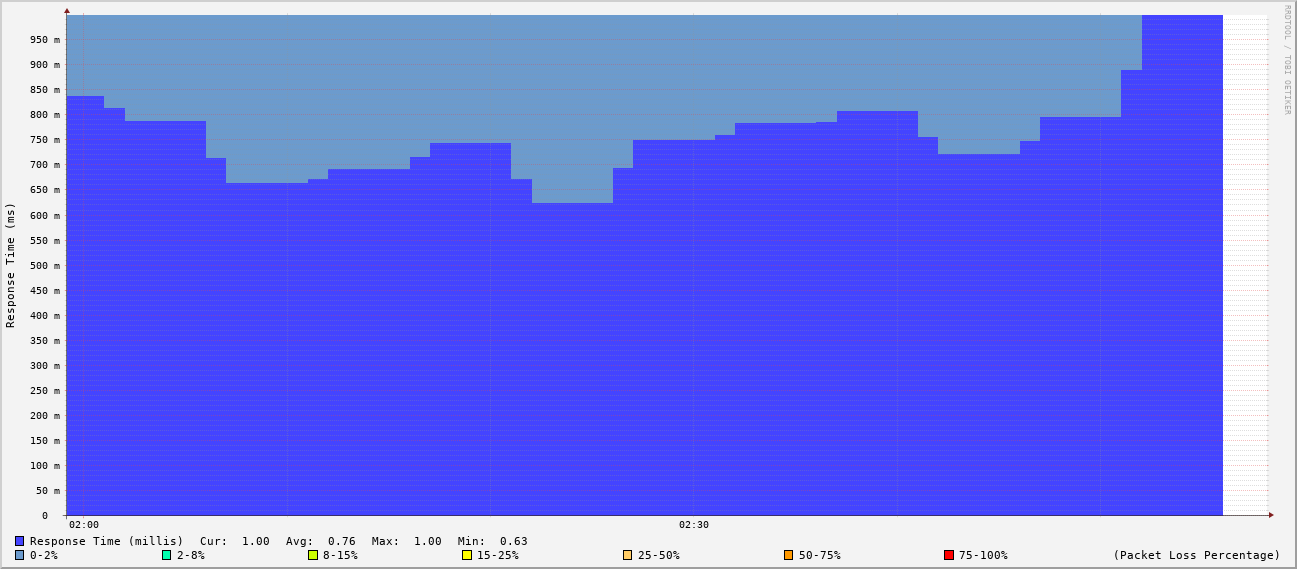 RRDTOOL / TOBI OETIKER
Response Time (ms)
950 m
900 m
850 m
800 m
750 m
700 m
650 m
600 m
550 m
500 m
450 m
400 m
350 m
300 m
250 m
200 m
150 m
100 m
50 m
0
02:00 02:30
Response Time (millis) Cur: 1.00 Avg: 0.76 Max: 1.00 Min: 0.63
0-2% 2-8% 8-15% 15-25% 25-50% 50-75% 75-100% (Packet Loss Percentage)